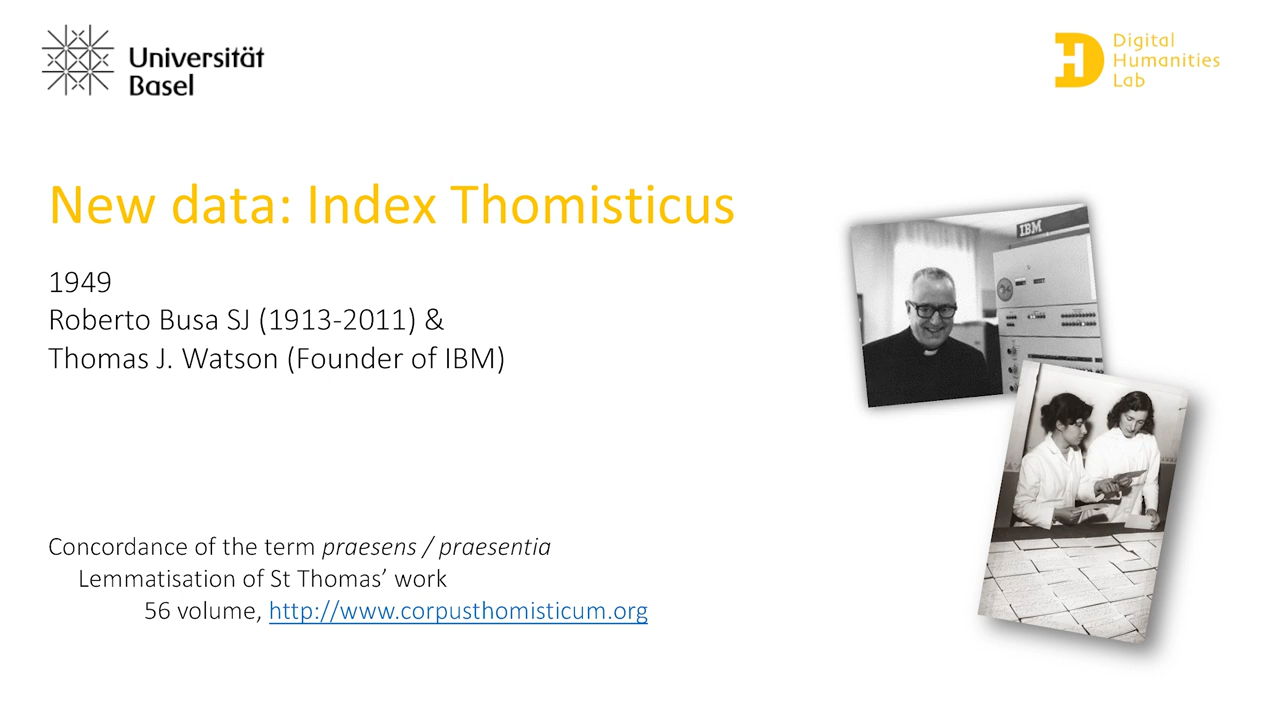 Universität
Basel
Digital
Humanities
Lab
New data: Index Thomisticus
1949
Roberto Busa SJ (1913-2011) &
Thomas J. Watson (Founder of IBM)
IBM
Concordance of the term praesens / praesentia
Lemmatisation of St Thomas’ work
56 volume, http://www.corpusthomisticum.org